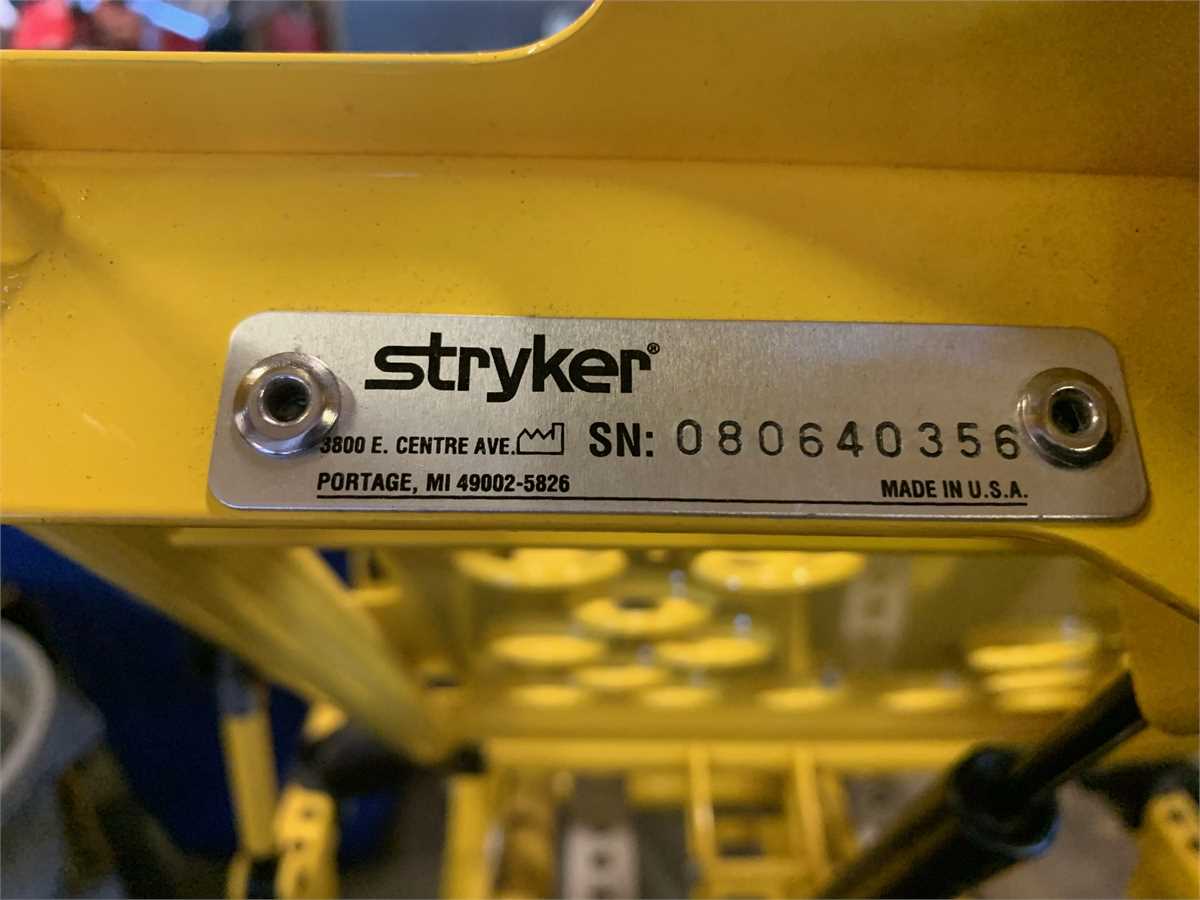 stryker®
3800 E. CENTRE AVE. SN: 080640356
PORTAGE, MI 49002-5826 MADE IN U.S.A.